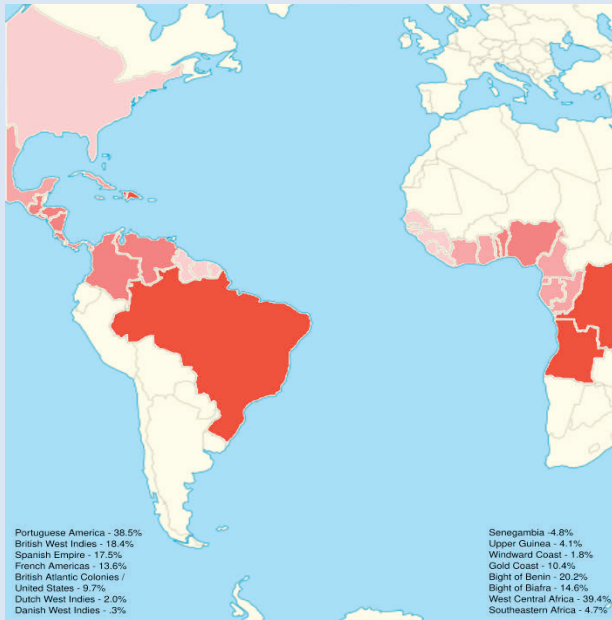 Portuguese America - 38.5%
British West Indies - 18.4%
Spanish Empire - 17.5%
French Americas - 13.6%
British Atlantic Colonies /
United States - 9.7%
Dutch West Indies - 2.0%
Danish West Indies - .3%
Senegambia -4.8%
Upper Guinea - 4.1%
Windward Coast - 1.8%
Gold Coast - 10.4%
Bight of Benin - 20.2%
Bight of Biafra - 14.6%
West Central Africa - 39.4%
Southeastern Africa - 4.7%